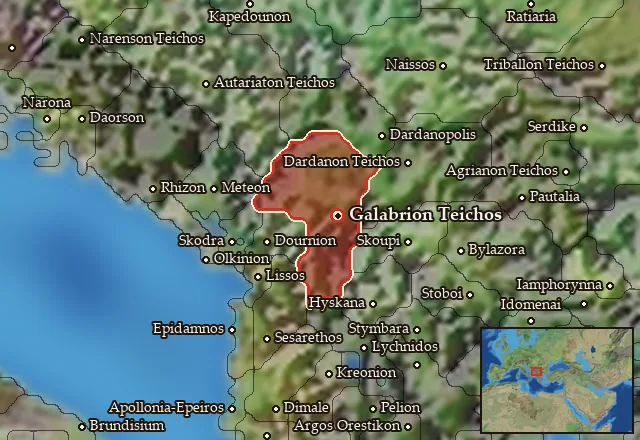 Kapedounon
Ratiaria
Narenson Teichos
Naissos
Triballon Teichos
Autariaton Teichos
Narona
Daorson
Dardanopolis
Serdike
Dardanon Teichos
Agrianon Teichos
Rhizon
Meteon
Pautalia
Galabrion Teichos
Skodra
Dournion
Skoupi
Bylazora
Olkinion
Lissos
Iamphorynna
Stoboi
Hyskana
Idomenai
Epidamnos
Sesarethos
Stymbara
Lychnidos
Kreonion
Apollonia-Epeiros
Dimale
Pelion
Brundisium
Argos Orestikon